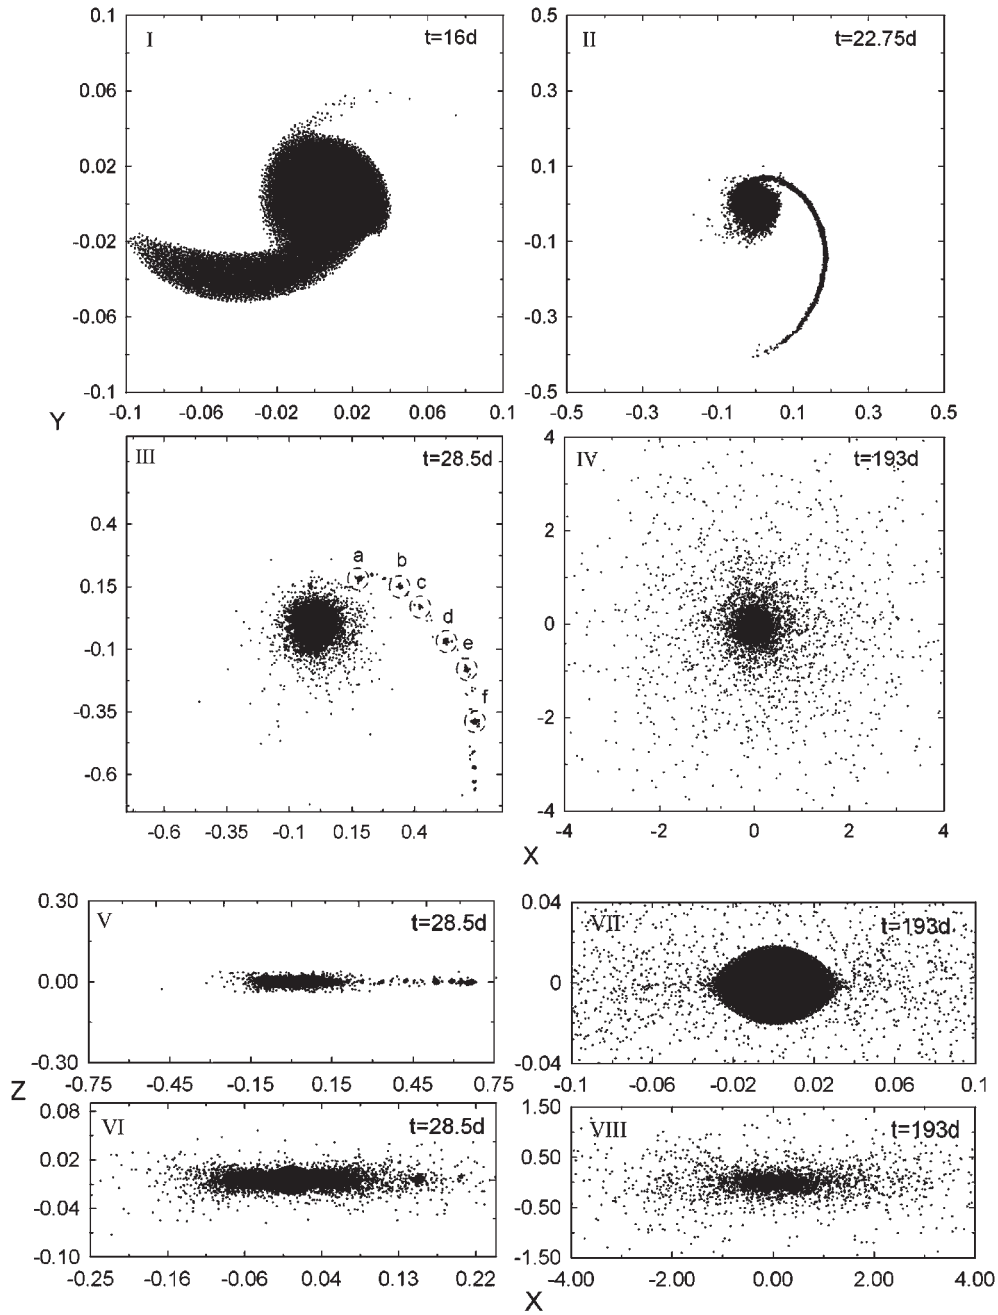 I
t=16d
0.1
0.06
0.02
-0.02
-0.06
-0.1
-0.1 -0.06 -0.02 0.02 0.06 0.1
II
t=22.75d
0.5
0.3
0.1
-0.1
-0.3
-0.5
-0.5 -0.3 -0.1 0.1 0.3 0.5
Y
III
t=28.5d
0.4
0.15
-0.1
-0.35
-0.6
a
b
c
d
e
f
-0.6 -0.35 -0.1 0.15 0.4
IV
t=193d
4
2
0
-2
-4
-4 -2 0 2 4
X
V
t=28.5d
0.30
0.00
-0.30
-0.75 -0.45 -0.15 0.15 0.45 0.75
VII
t=193d
0.04
0
-0.04
-0.1 -0.06 -0.02 0.02 0.06 0.1
Z
VI
t=28.5d
0.08
0.02
-0.04
-0.10
-0.25 -0.16 -0.06 0.04 0.13 0.22
VIII
t=193d
1.50
0.50
-0.50
-1.50
-4.00 -2.00 0.00 2.00 4.00
X